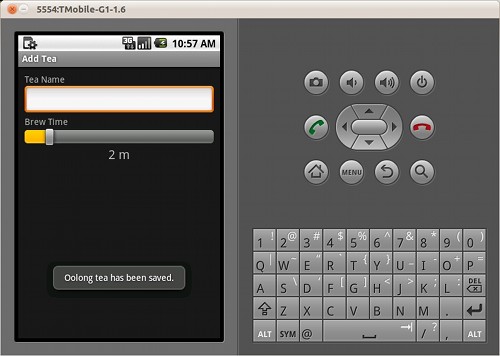 5554:TMobile-G1-1.6
3G
10:57 AM
Add Tea
Tea Name
Brew Time
2 m
Oolong tea has been saved.
MENU
1 ! 2 @ 3 # 4 $ 5 % 6 ^ 7 & 8 * 9 ( 0 )
Q | W ~ E " R ` T { Y } U _ I - O + P =
A S \ D ' F [ G ] H < J > K ; L : DEL
Z X C V B N M .
ALT SYM @ / ? , ALT